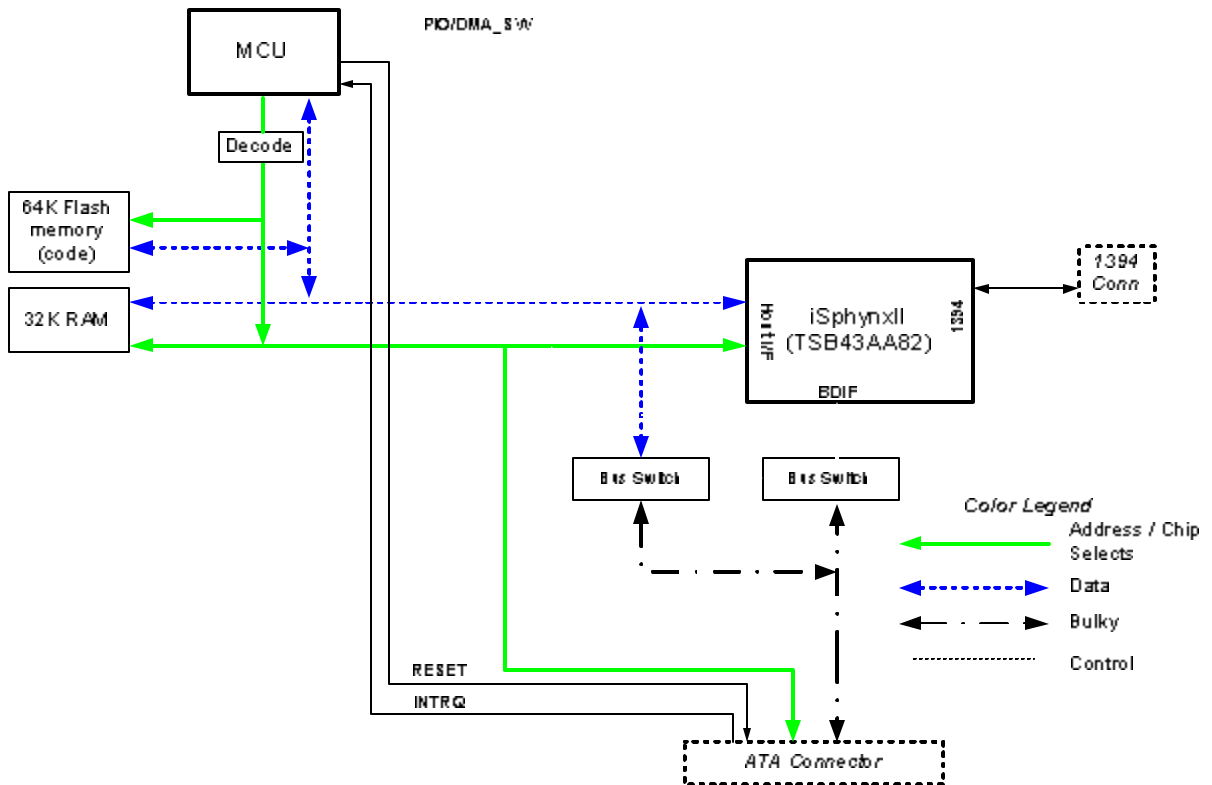 PIO/DMA_SW
MCU
Decode
64K Flash
memory
(code)
32K RAM
1394
Conn
iSphynxII
(TSB43AA82)
Host I/F
1394
BDIF
Bus Switch
Bus Switch
Color Legend
Address / Chip
Selects
Data
Bulky
Control
RESET
INTRQ
ATA Connector